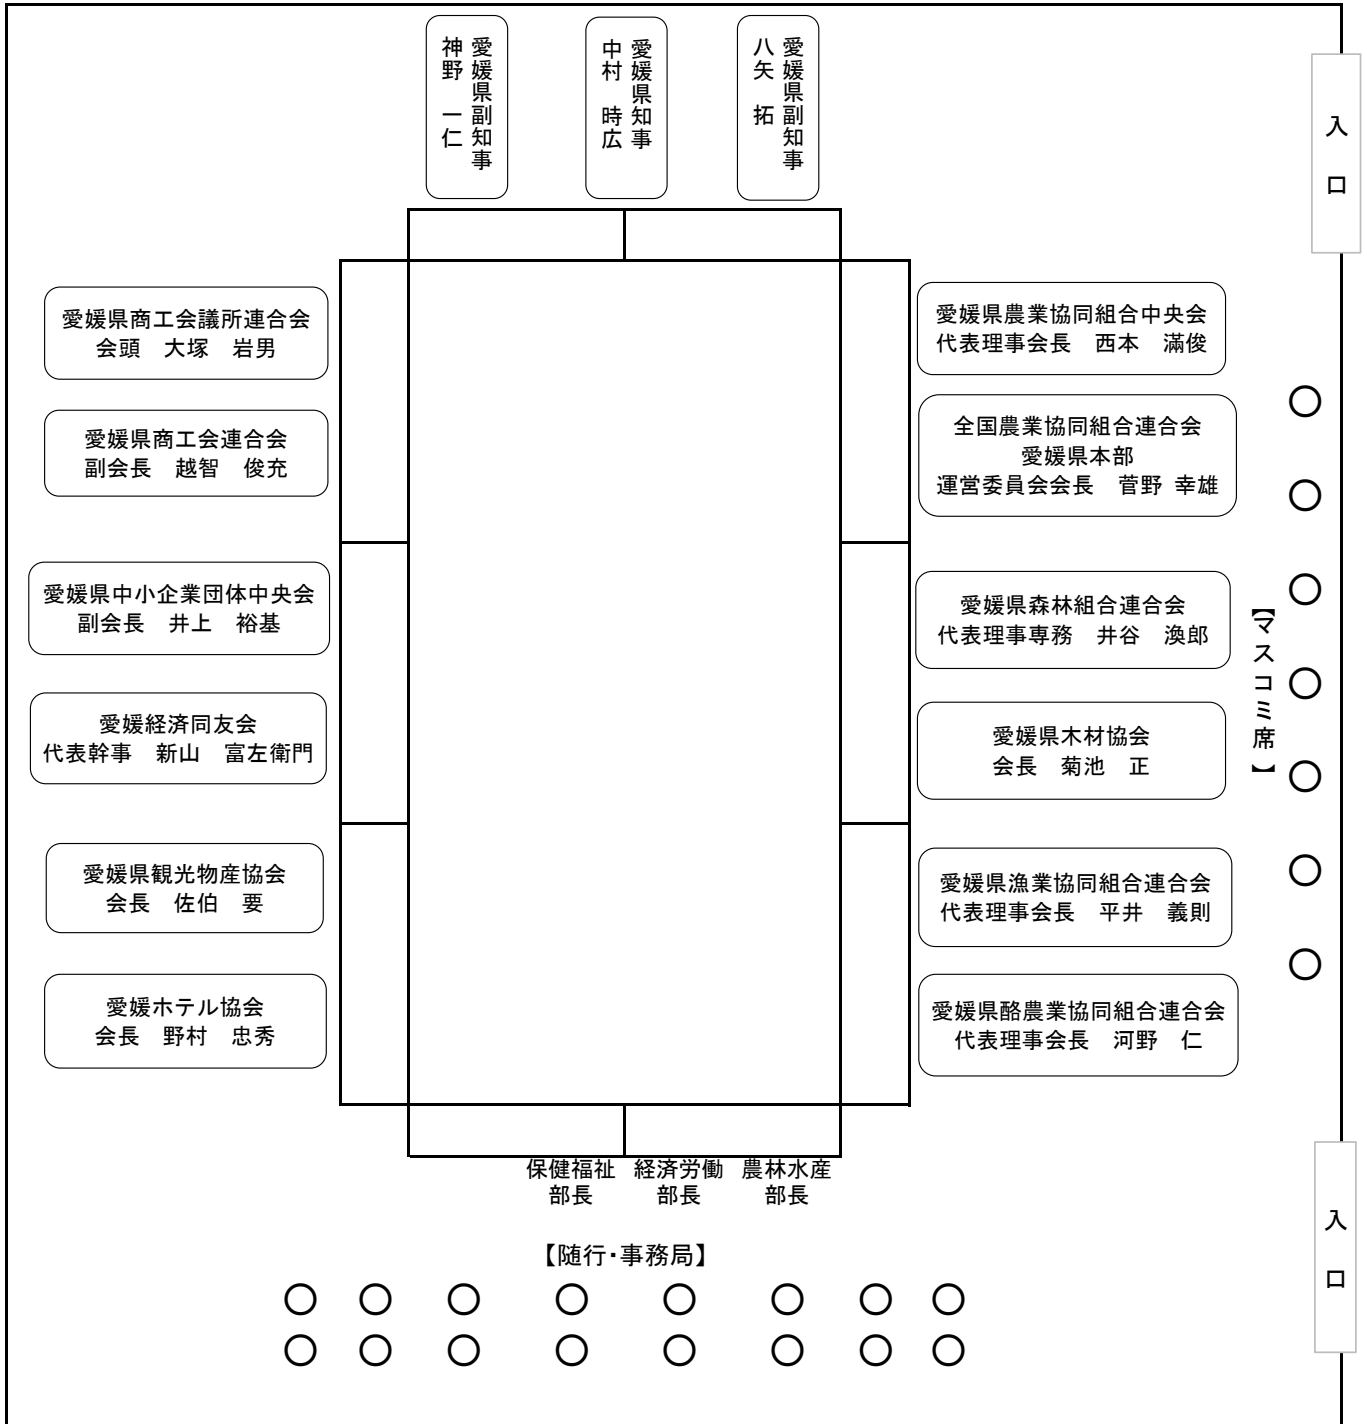 愛媛県副知事
神野　一仁
愛媛県知事
中村　時広
愛媛県副知事
八矢　拓
入口
愛媛県商工会議所連合会
会頭　大塚　岩男
愛媛県商工会連合会
副会長　越智　俊充
愛媛県中小企業団体中央会
副会長　井上　裕基
愛媛経済同友会
代表幹事　新山　富左衛門
愛媛県観光物産協会
会長　佐伯　要
愛媛ホテル協会
会長　野村　忠秀
愛媛県農業協同組合中央会
代表理事会長　西本　滿俊
全国農業協同組合連合会
愛媛県本部
運営委員会会長　菅野 幸雄
愛媛県森林組合連合会
代表理事専務　井谷　渙郎
愛媛県木材協会
会長　菊池　正
愛媛県漁業協同組合連合会
代表理事会長　平井　義則
愛媛県酪農業協同組合連合会
代表理事会長　河野　仁
【マスコミ席】
保健福祉
部長
経済労働
部長
農林水産
部長
【随行・事務局】
入口